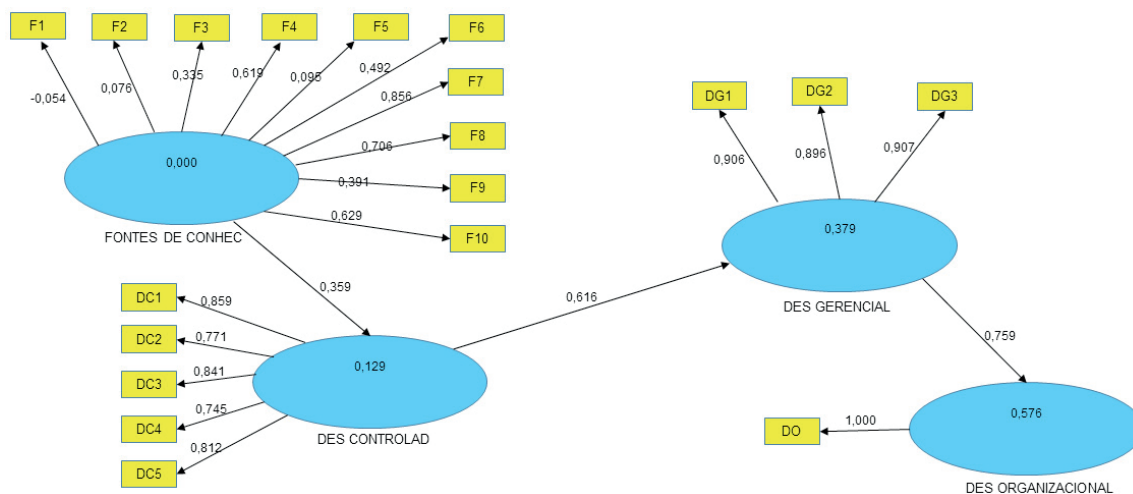 F1
F2
F3
F4
F5
F6
F7
F8
F9
F10
-0,054
0,076
0,335
0,619
0,095
0,492
0,856
0,706
0,391
0,629
0,000
FONTES DE CONHEC
0,359
DC1
DC2
DC3
DC4
DC5
0,859
0,771
0,841
0,745
0,812
0,129
DES CONTROLAD
0,616
DG1
DG2
DG3
0,906
0,896
0,907
0,379
DES GERENCIAL
0,759
DO
1,000
0,576
DES ORGANIZACIONAL